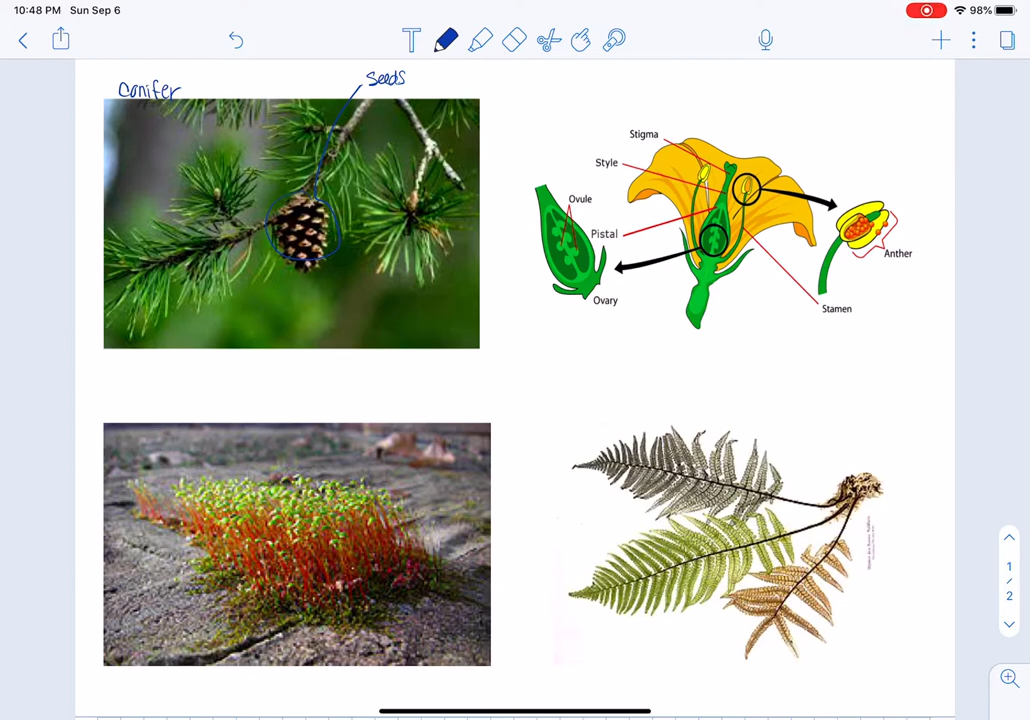 10:48 PM Sun Sep 6
98%
Conifer
seeds
Stigma
Style
Ovule
Pistal
Anther
Ovary
Stamen
1
/
2